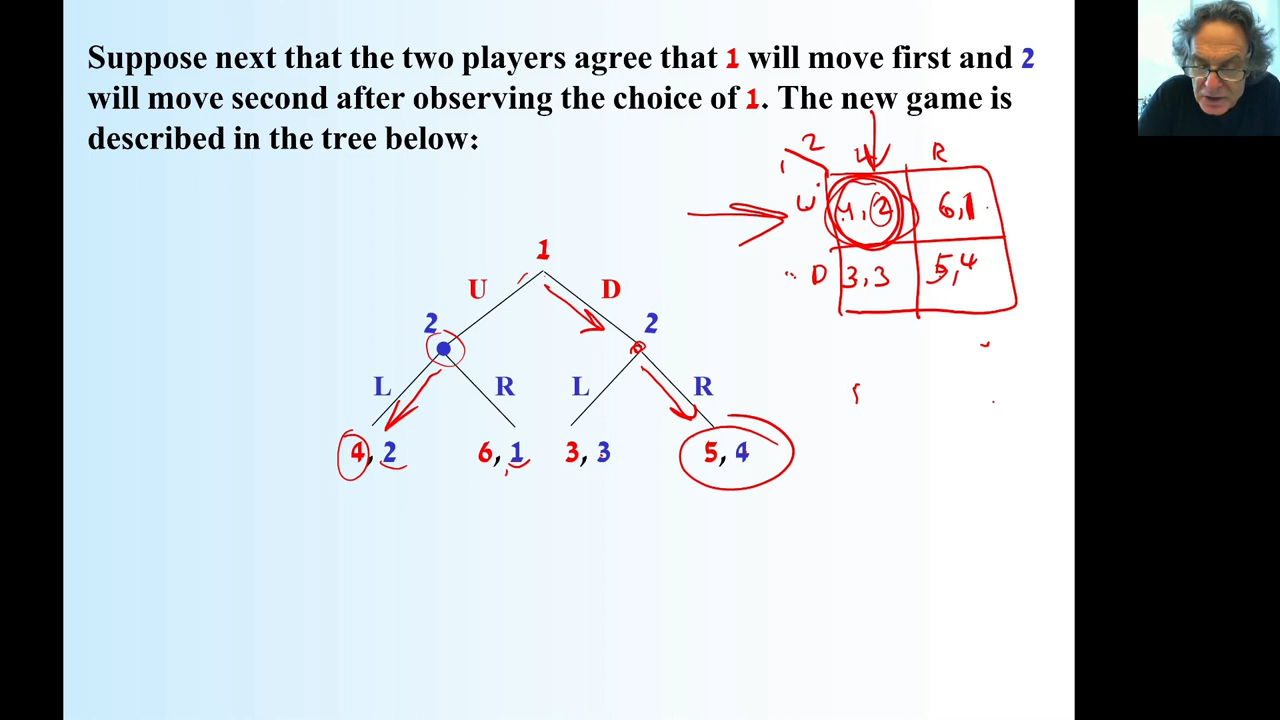 Suppose next that the two players agree that 1 will move first and 2
will move second after observing the choice of 1. The new game is
described in the tree below:
2
1
R
U
4, 2
6, 1
D
3, 3
5, 4
1
U
D
2
2
L
R
L
R
4, 2
6, 1
3, 3
5, 4